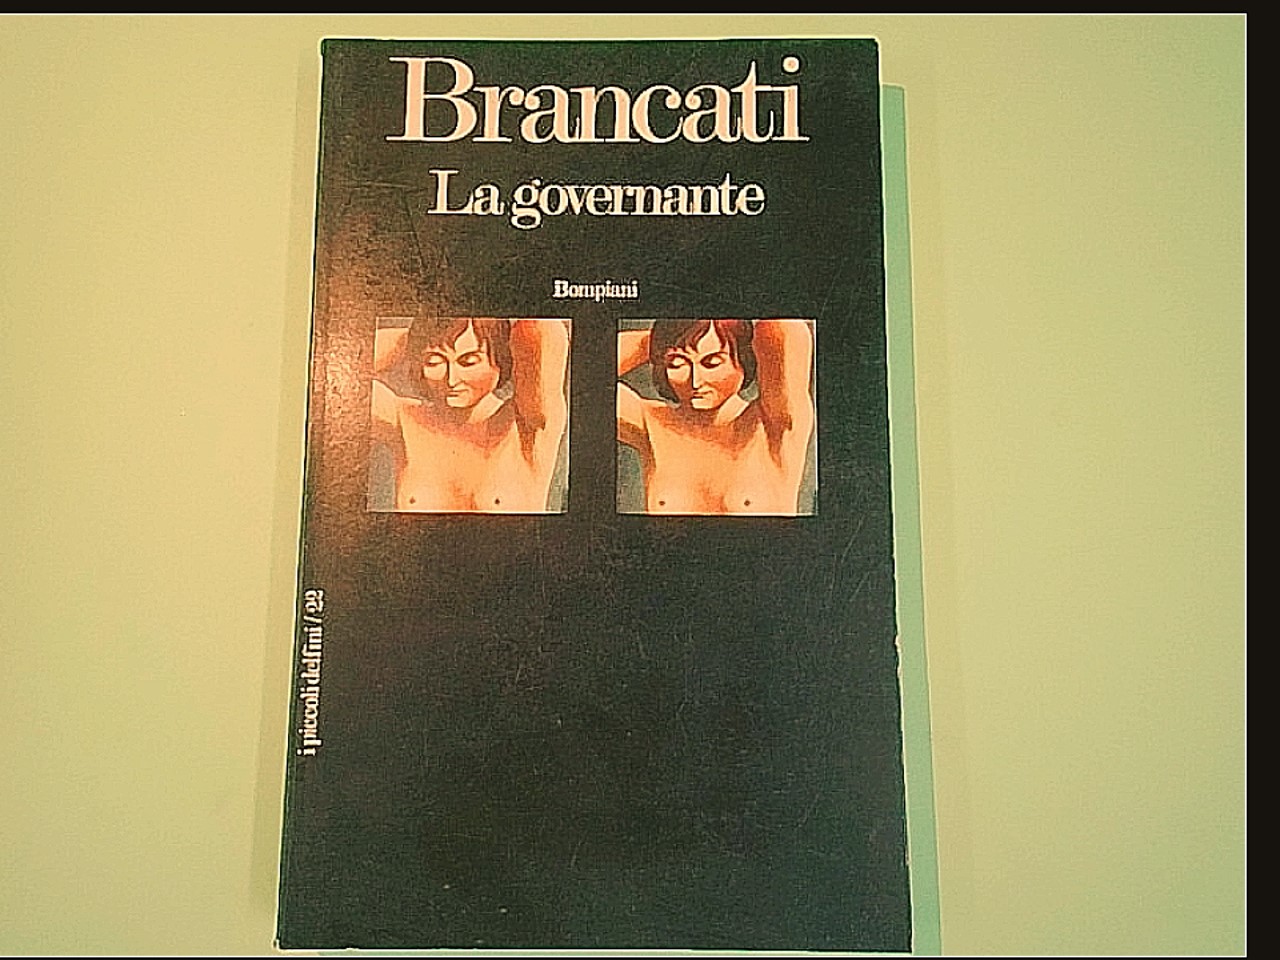 Brancati
La governante
Bompiani
i piccoli delfini / 22